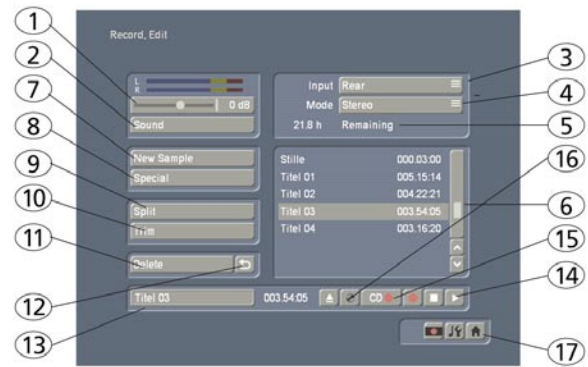 1
2
7
8
9
10
11
12
13
Record, Edit
L
R
0 dB
Sound
New Sample
Special
Split
Trim
Delete
Input Rear
Mode Stereo
21.8 h Remaining
Stille 000.03:00
Titel 01 005.15:14
Titel 02 004.22:21
Titel 03 003.54:05
Titel 04 003.16:20
Titel 03 003.54:05 CD
3
4
5
16
6
15
14
17